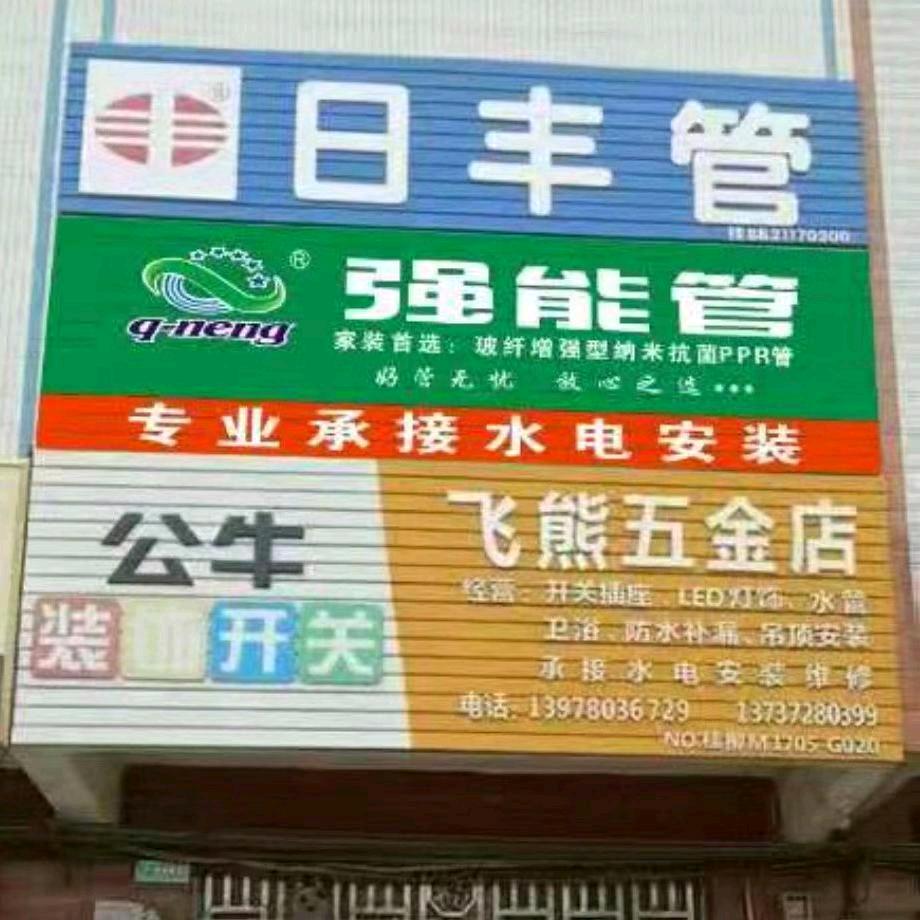 日丰管
®
q-neng
®
强能管
家装首选：玻纤增强型纳米抗菌PPR管
好管无忧 放心之选...
专业承接水电安装
公牛
装饰开关
飞熊五金店
经营：开关插座、LED灯饰、水管
卫浴、防水补漏、吊顶安装
承接水电安装维修
电话：13978036729 13737280399